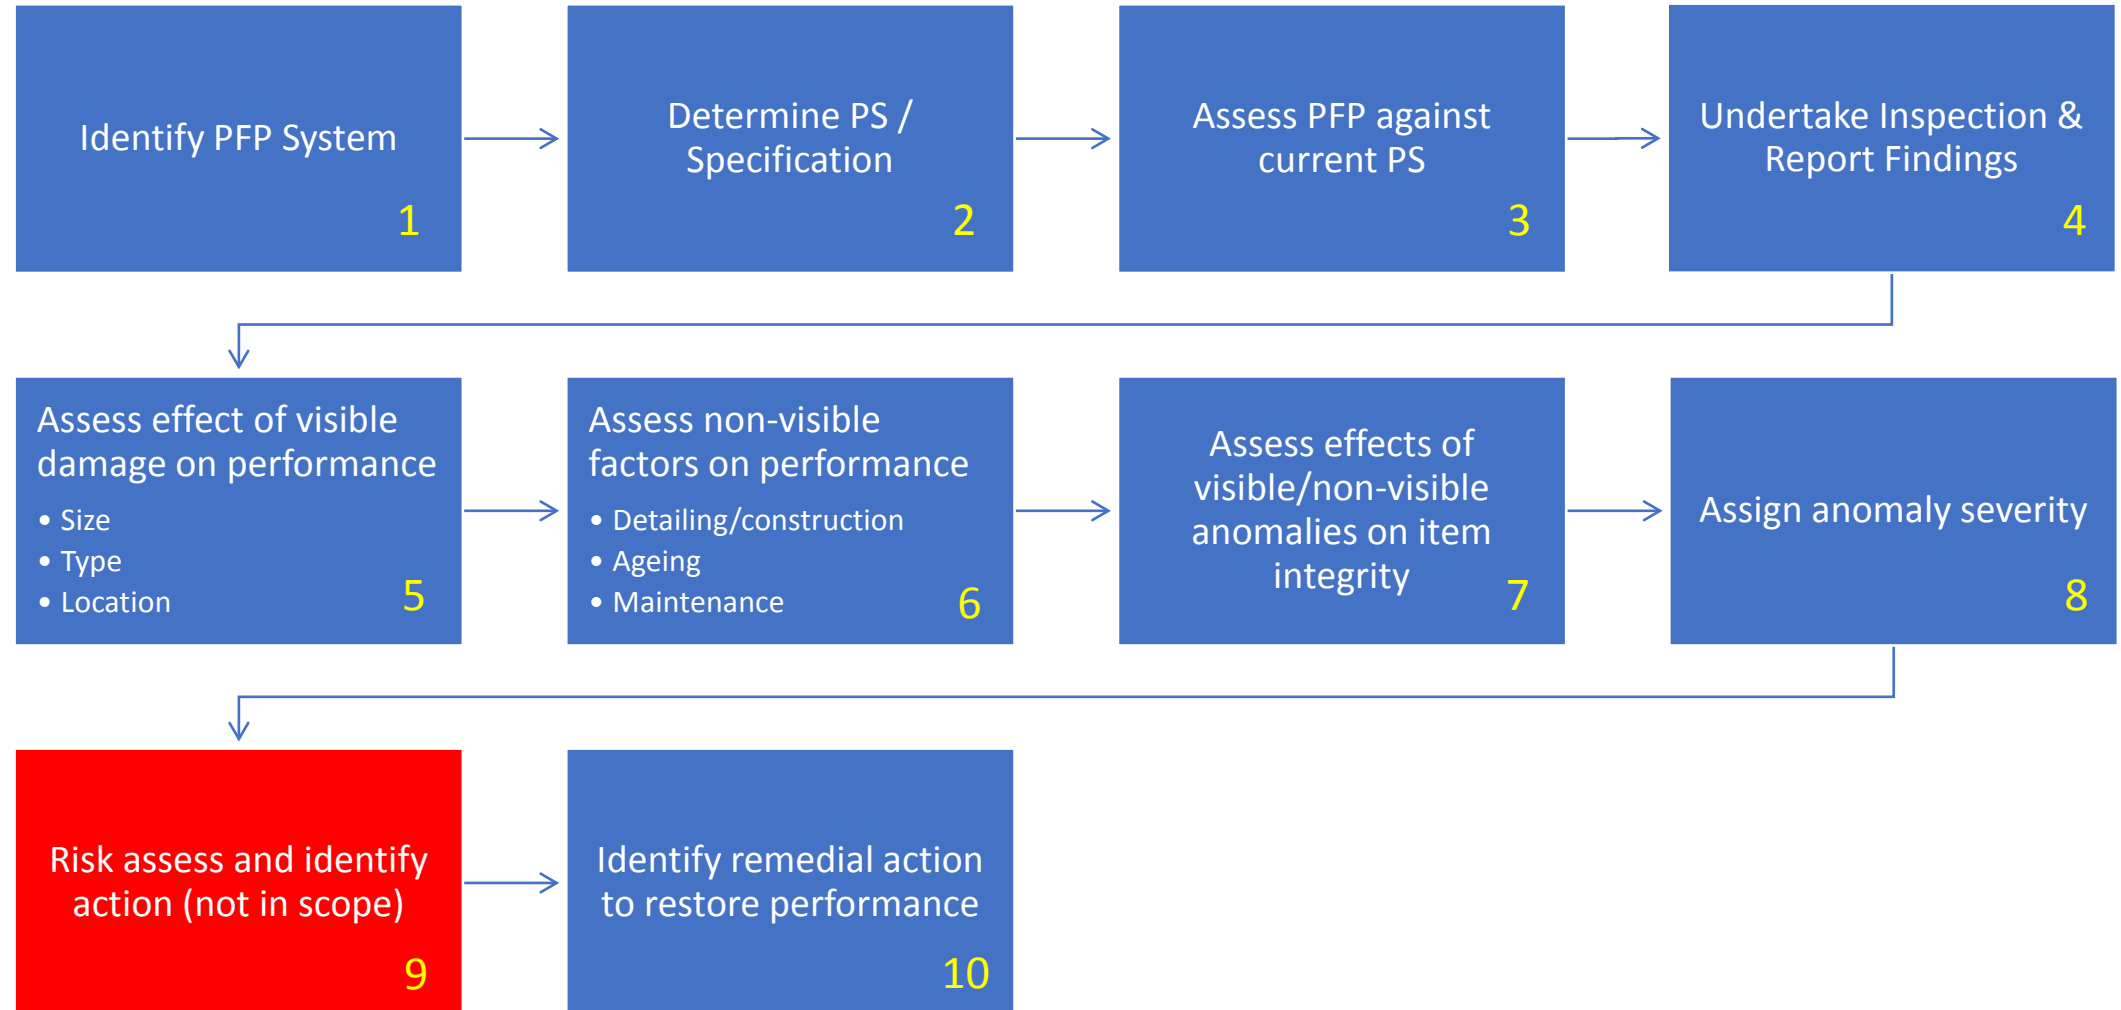 Identify PFP System
1
Determine PS /
Specification
2
Assess PFP against
current PS
3
Undertake Inspection &
Report Findings
4
Assess effect of visible
damage on performance
• Size
• Type
• Location
5
Assess non-visible
factors on performance
• Detailing/construction
• Ageing
• Maintenance
6
Assess effects of
visible/non-visible
anomalies on item
integrity
7
Assign anomaly severity
8
Risk assess and identify
action (not in scope)
9
Identify remedial action
to restore performance
10